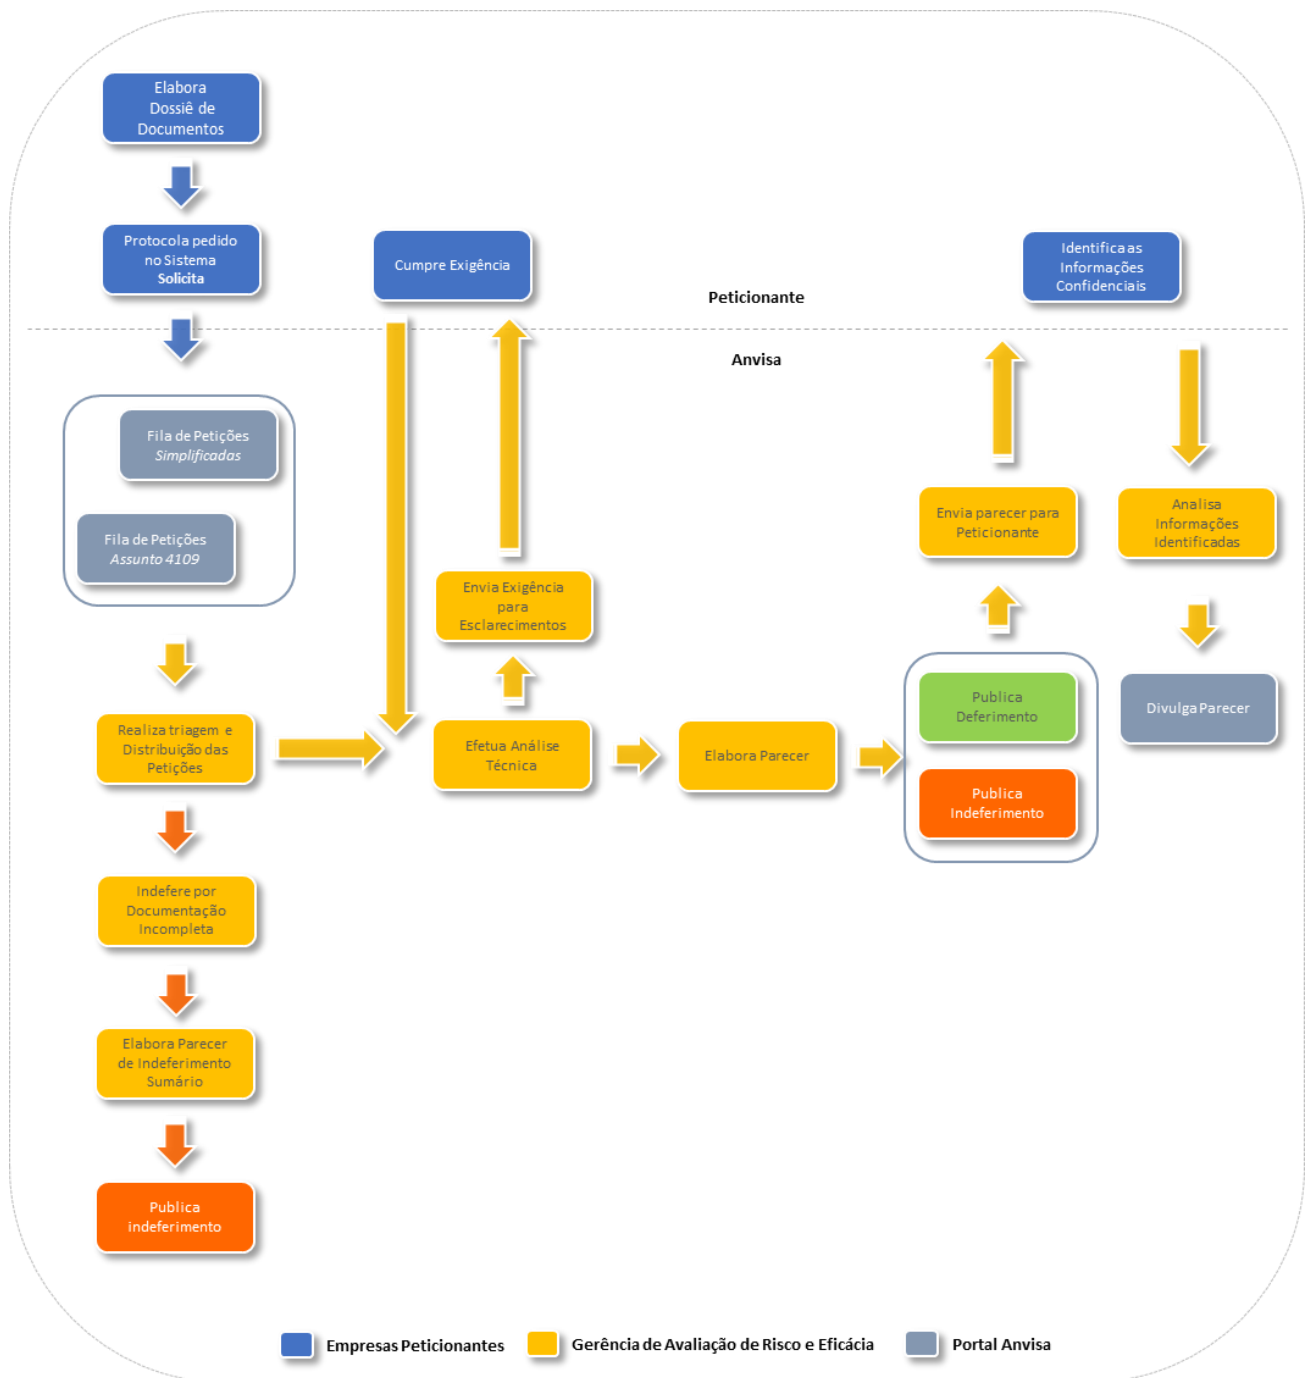 Elabora
Dossiê de
Documentos
Protocola pedido
no Sistema
Solicita
Cumpre Exigência
Identifica as
Informações
Confidenciais
Peticionante
Anvisa
Fila de Petições
Simplificadas
Fila de Petições
Assunto 4109
Envia parecer para
Peticionante
Analisa
Informações
Identificadas
Envia Exigência
para
Esclarecimentos
Realiza triagem e
Distribuição das
Petições
Efetua Análise
Técnica
Elabora Parecer
Publica
Deferimento
Divulga Parecer
Publica
Indeferimento
Indefere por
Documentação
Incompleta
Elabora Parecer
de Indeferimento
Sumário
Publica
indeferimento
Empresas Peticionantes
Gerência de Avaliação de Risco e Eficácia
Portal Anvisa